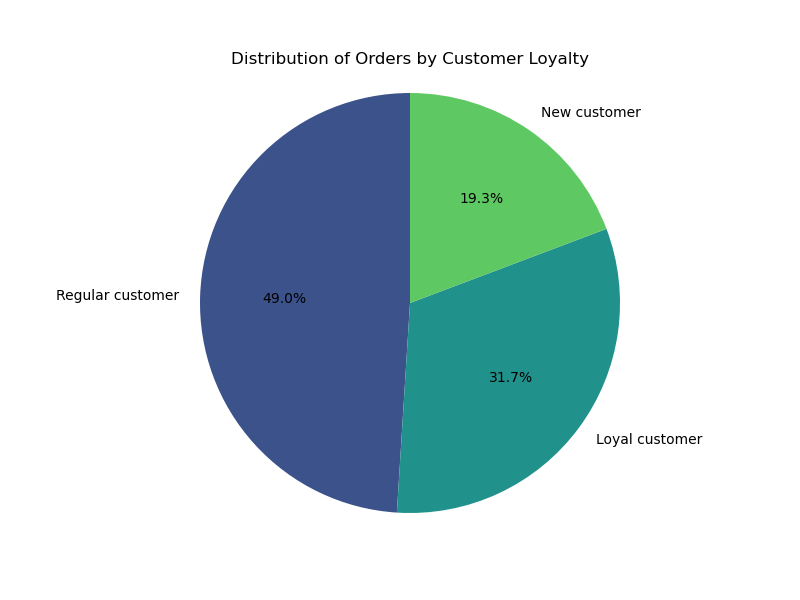 Distribution of Orders by Customer Loyalty
New customer
19.3%
Regular customer
49.0%
31.7%
Loyal customer